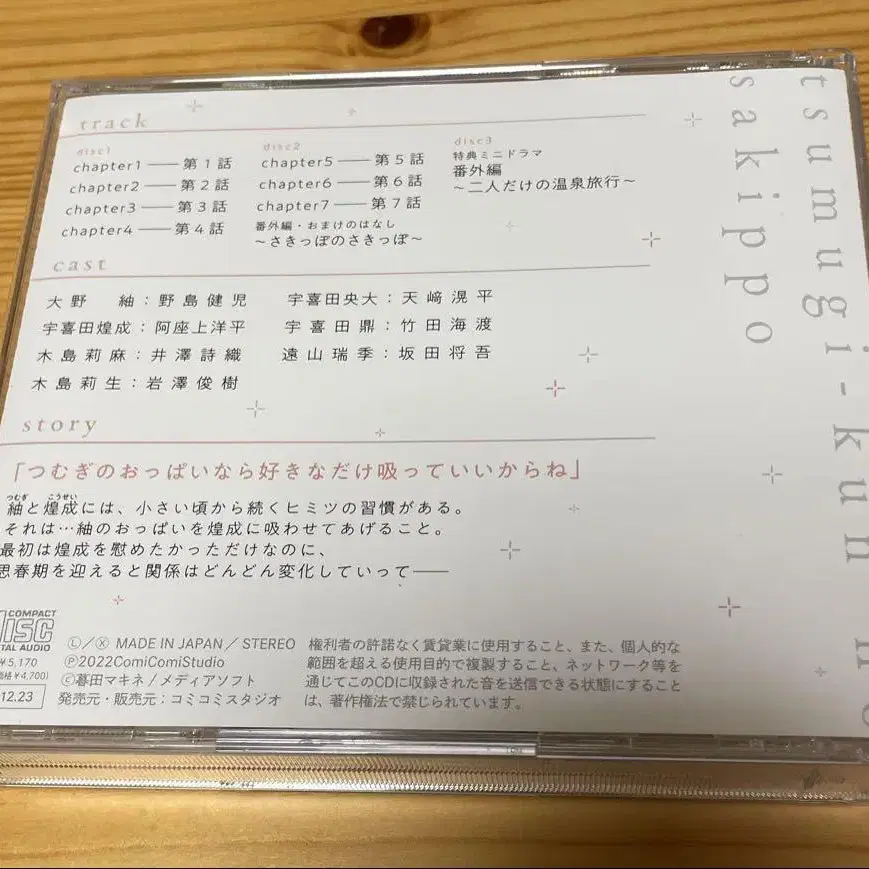 track
disc1
chapter1 ── 第1話
chapter2 ── 第2話
chapter3 ── 第3話
chapter4 ── 第4話
disc2
chapter5 ── 第5話
chapter6 ── 第6話
chapter7 ── 第7話
番外編・おまけのはなし
～さきっぽのさきっぽ～
disc3
特典ミニドラマ
番外編
～二人だけの温泉旅行～
cast
大野 紬：野島健児
宇喜田煌成：阿座上洋平
木島莉麻：井澤詩織
木島莉生：岩澤俊樹
宇喜田央大：天﨑滉平
宇喜田鼎：竹田海渡
遠山瑞季：坂田将吾
story
「つむぎのおっぱいなら好きなだけ吸っていいからね」
つむぎ こうせい
紬と煌成には、小さい頃から続くヒミツの習慣がある。
それは…紬のおっぱいを煌成に吸わせてあげること。
最初は煌成を慰めたかっただけなのに、
思春期を迎えると関係はどんどん変化していって──
COMPACT
DISC
DIGITAL AUDIO
¥5,170
価格¥4,700)
12.23
Ⓛ／Ⓧ MADE IN JAPAN／STEREO
Ⓟ2022ComiComiStudio
Ⓒ暮田マキネ/メディアソフト
発売元・販売元：コミコミスタジオ
権利者の許諾なく賃貸業に使用すること、また、個人的な
範囲を超える使用目的で複製すること、ネットワーク等を
通じてこのCDに収録された音を送信できる状態にすること
は、著作権法で禁じられています。
tsumugi-kun no
sakippo